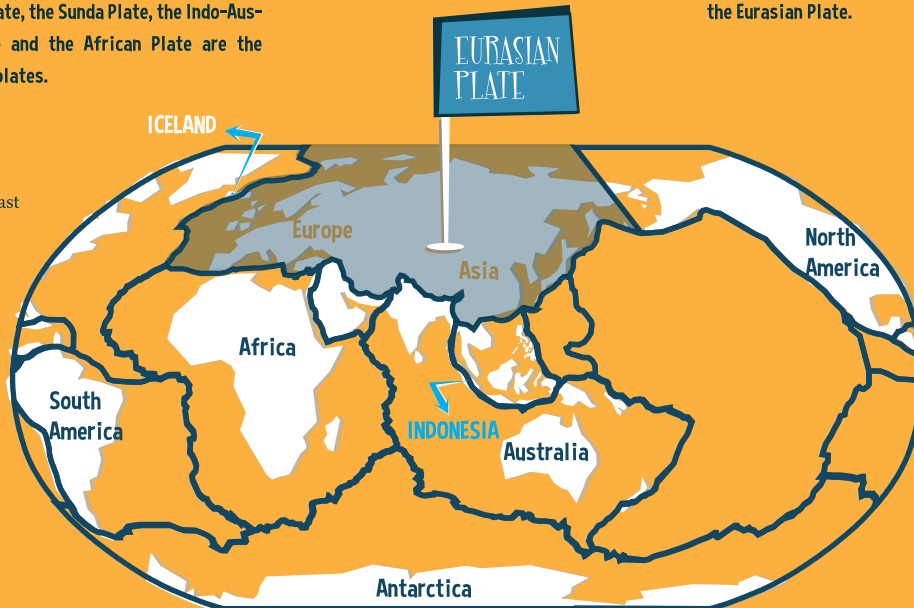 ate, the Sunda Plate, the Indo-Aus-
and the African Plate are the
plates.
the Eurasian Plate.
EURASIAN
PLATE
ICELAND
ast
Europe
Asia
North
America
Africa
South
America
INDONESIA
Australia
Antarctica